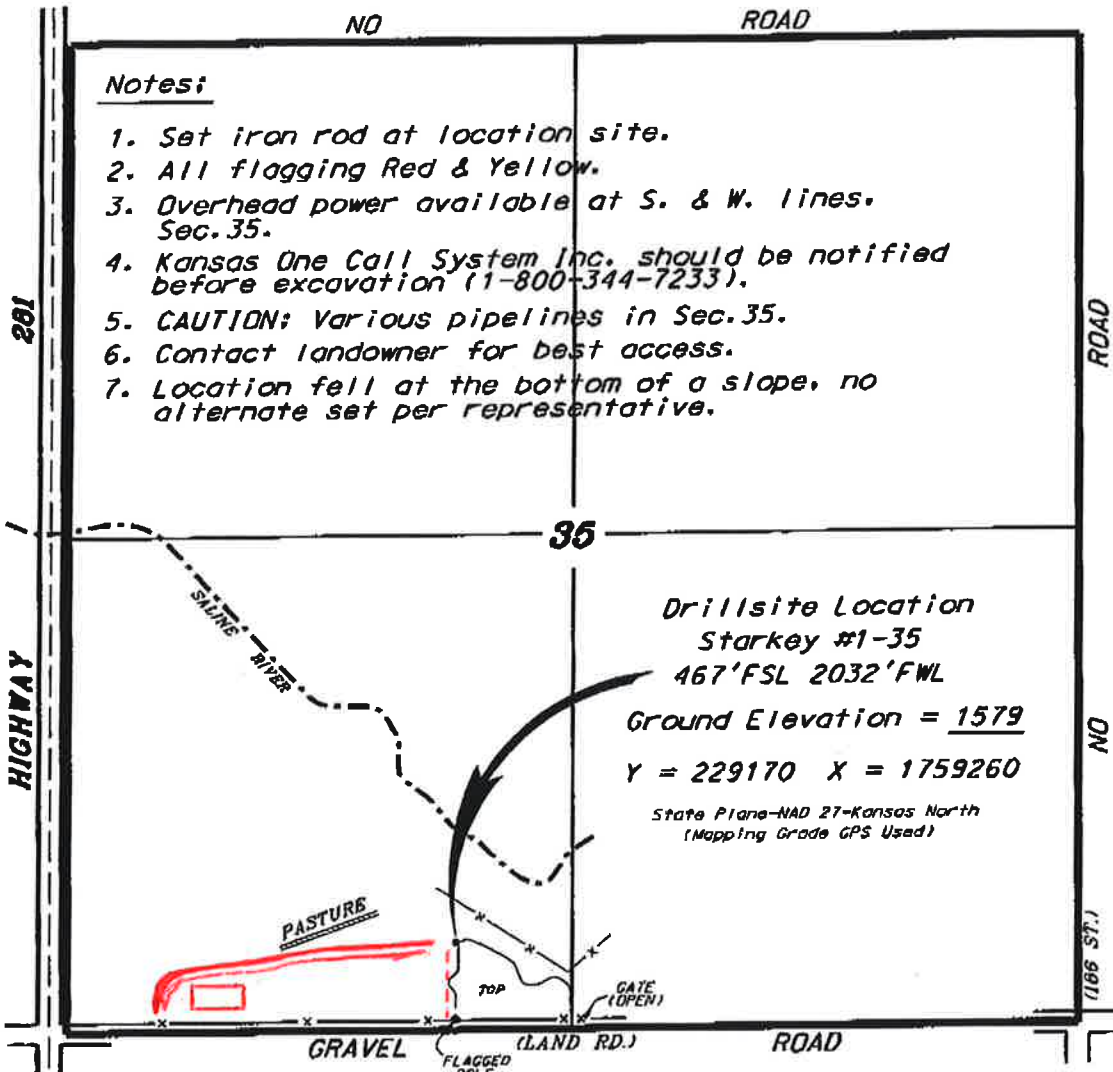 NO ROAD
Notes:
1. Set iron rod at location site.
2. All flagging Red & Yellow.
3. Overhead power available at S. & W. lines.
Sec.35.
4. Kansas One Call System Inc. should be notified
before excavation (1-800-344-7233).
5. CAUTION: Various pipelines in Sec.35.
6. Contact landowner for best access.
7. Location fell at the bottom of a slope, no
alternate set per representative.
281
HIGHWAY
ROAD
NO
(186 ST.)
35
SALINE
RIVER
Drillsite Location
Starkey #1-35
467'FSL 2032'FWL
Ground Elevation = 1579
Y = 229170 X = 1759260
State Plane-NAD 27-Kansas North
(Mapping Grade GPS Used)
PASTURE
TOP
GATE
(OPEN)
GRAVEL (LAND RD.) ROAD
FLAGGED